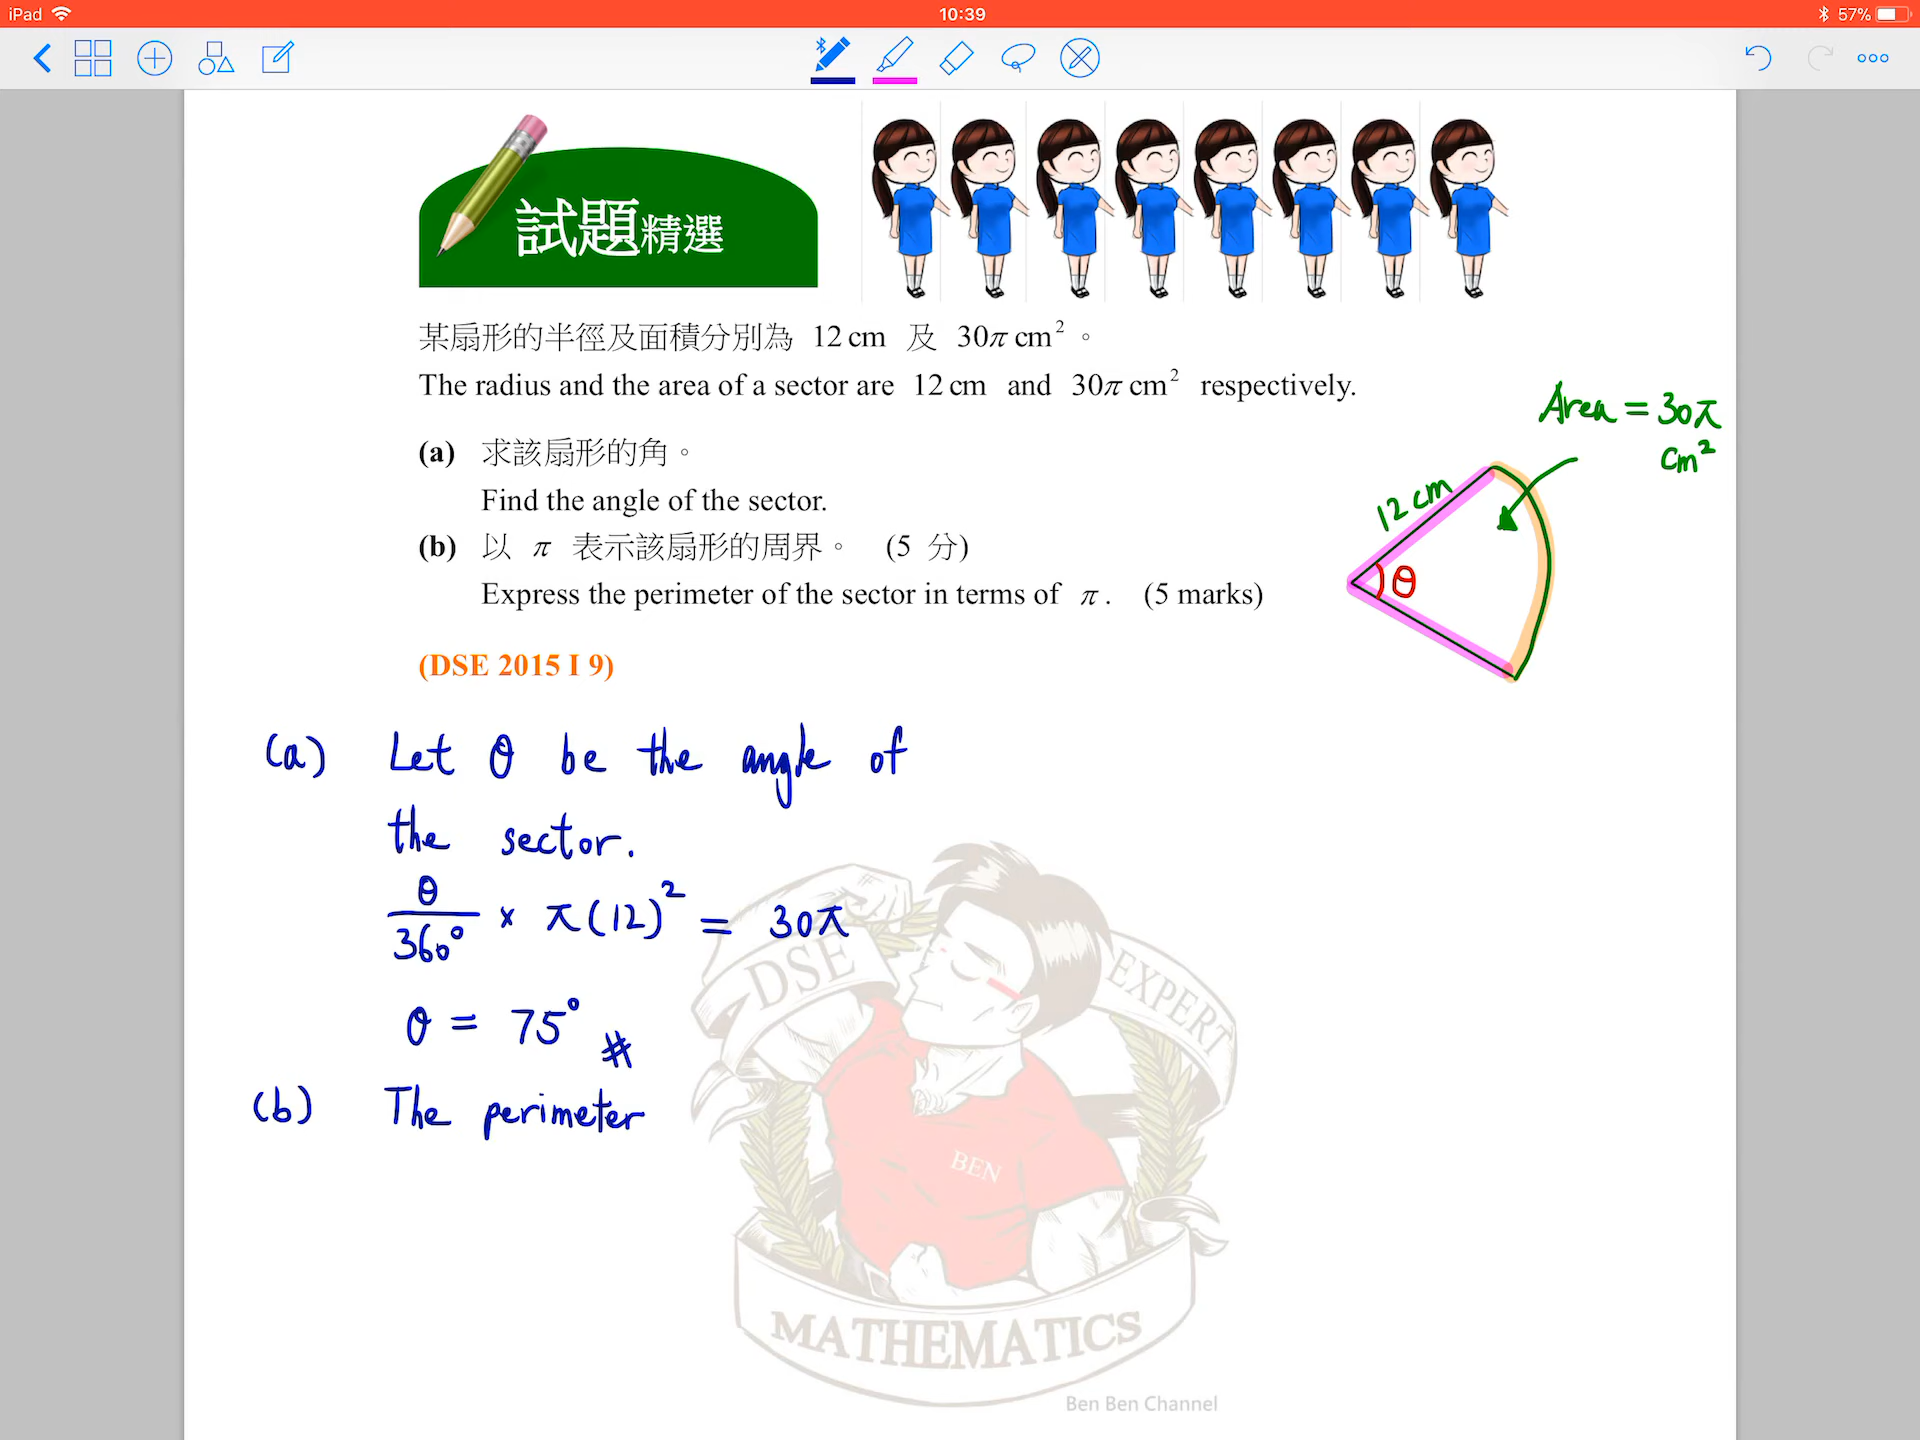 iPad 10:39 57%
試題精選
某扇形的半徑及面積分別為 12 cm 及 30π cm² 。
The radius and the area of a sector are 12 cm and 30π cm² respectively.
(a) 求該扇形的角。
Find the angle of the sector.
(b) 以 π 表示該扇形的周界。 (5 分)
Express the perimeter of the sector in terms of π. (5 marks)
(DSE 2015 I 9)
Area = 30π
cm²
12 cm
θ
(a) Let θ be the angle of
the sector.
θ/360° × π(12)² = 30π
θ = 75° #
(b) The perimeter
DSE EXPERT
BEN
MATHEMATICS
Ben Ben Channel